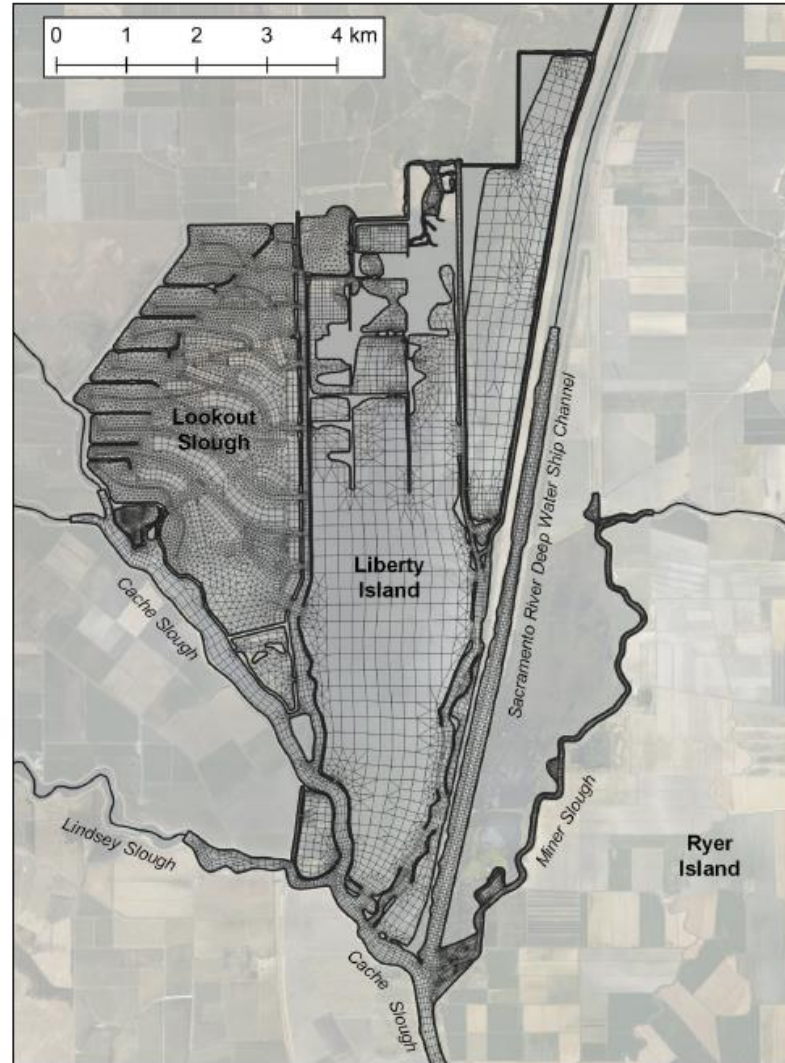 0 1 2 3 4 km
Lookout
Slough
Liberty
Island
Sacramento River Deep Water Ship Channel
Cache Slough
Lindsey Slough
Miner Slough
Ryer
Island
Cache
Slough